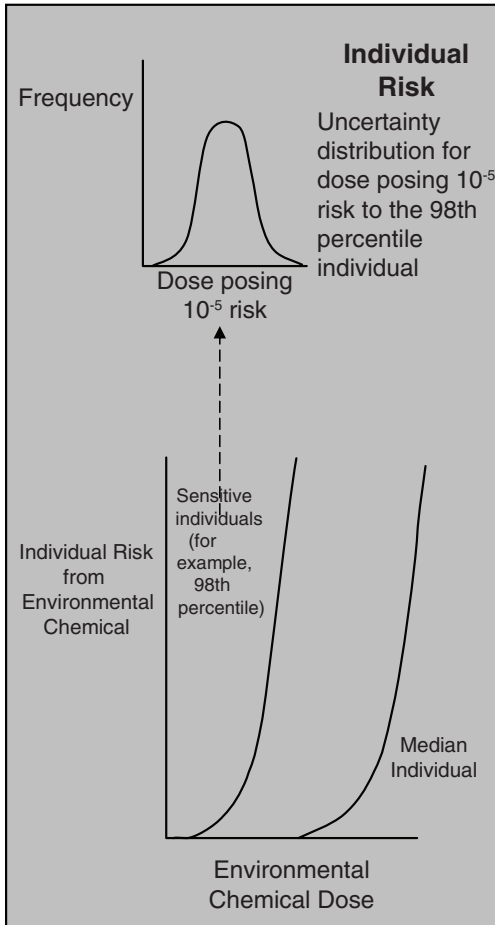 Individual
Risk
Frequency
Uncertainty
distribution for
dose posing 10⁻⁵
risk to the 98th
percentile
individual
Dose posing
10⁻⁵ risk
Sensitive
individuals
(for
example,
98th
percentile)
Individual Risk
from
Environmental
Chemical
Median
Individual
Environmental
Chemical Dose